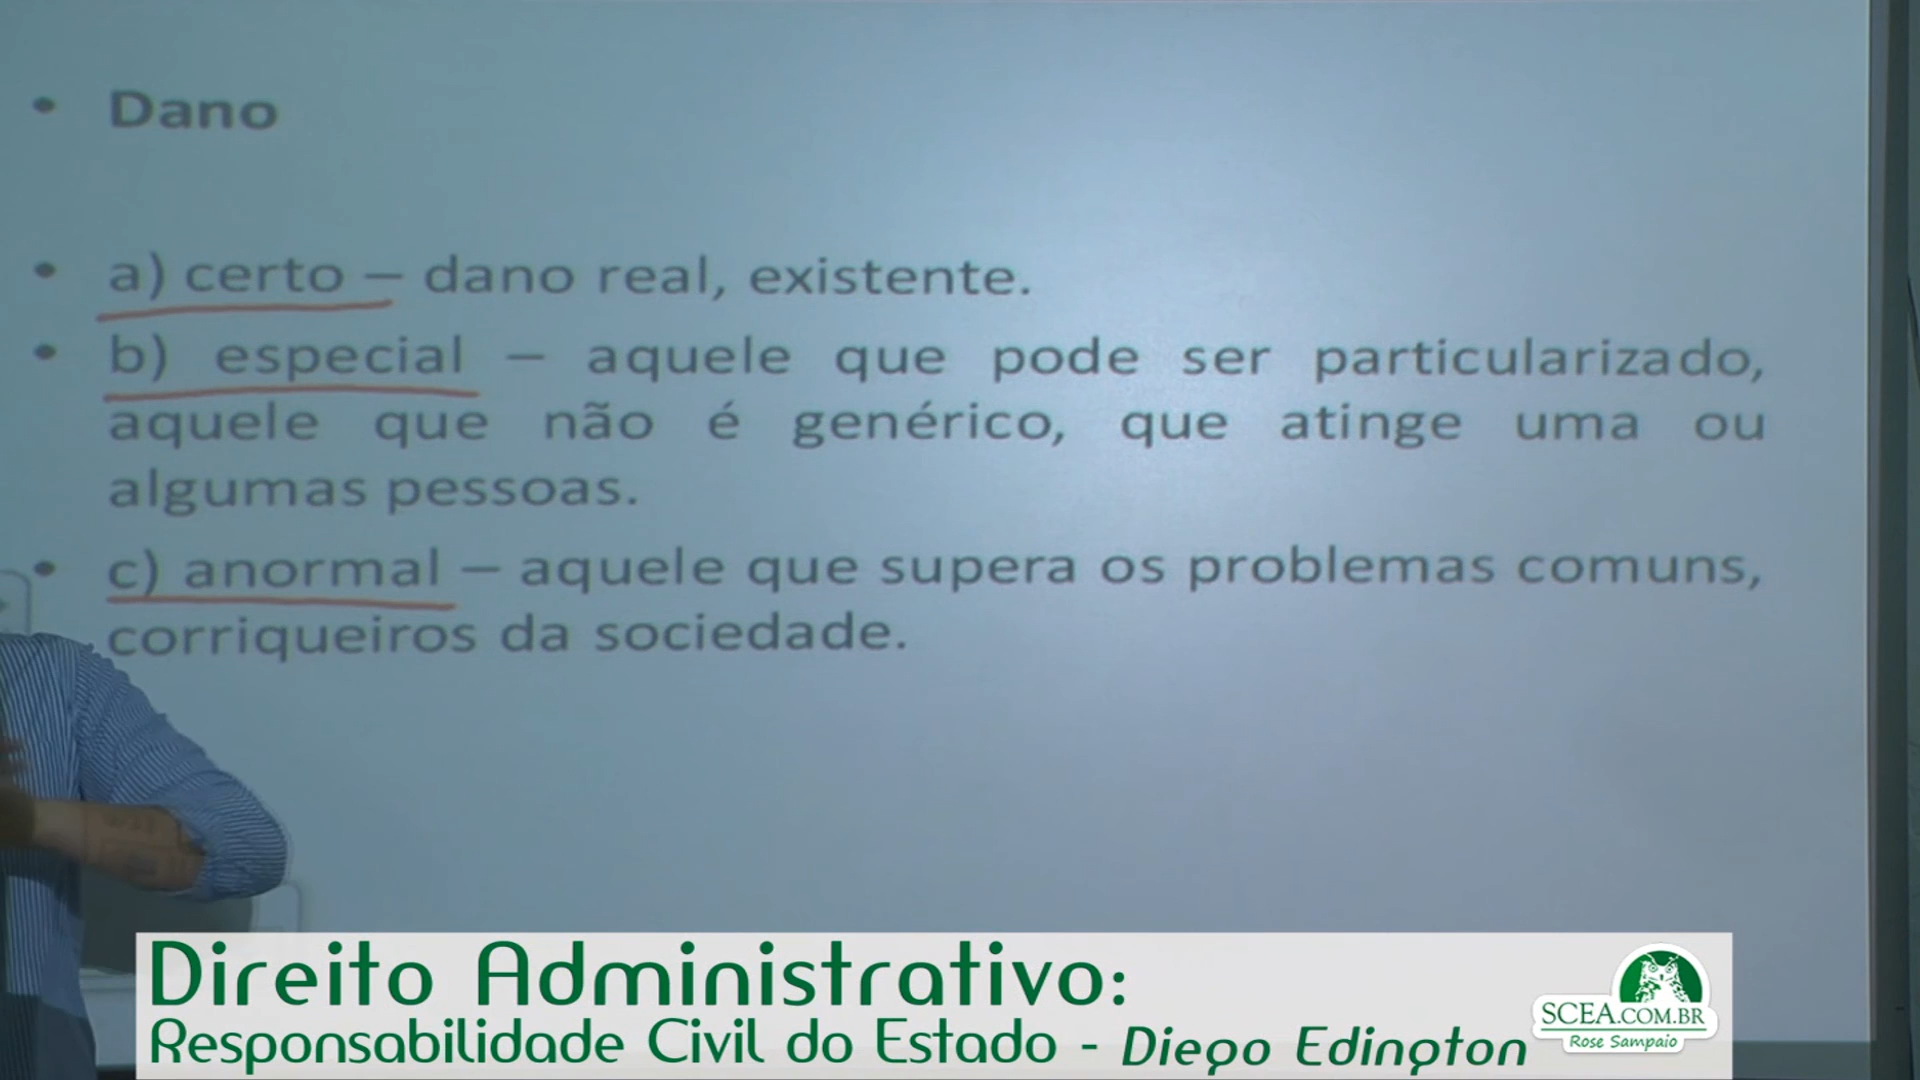 • Dano
• a) certo – dano real, existente.
• b) especial – aquele que pode ser particularizado,
aquele que não é genérico, que atinge uma ou
algumas pessoas.
• c) anormal – aquele que supera os problemas comuns,
corriqueiros da sociedade.
Direito Administrativo:
Responsabilidade Civil do Estado - Diego Edington
SCEA.COM.BR
Rose Sampaio